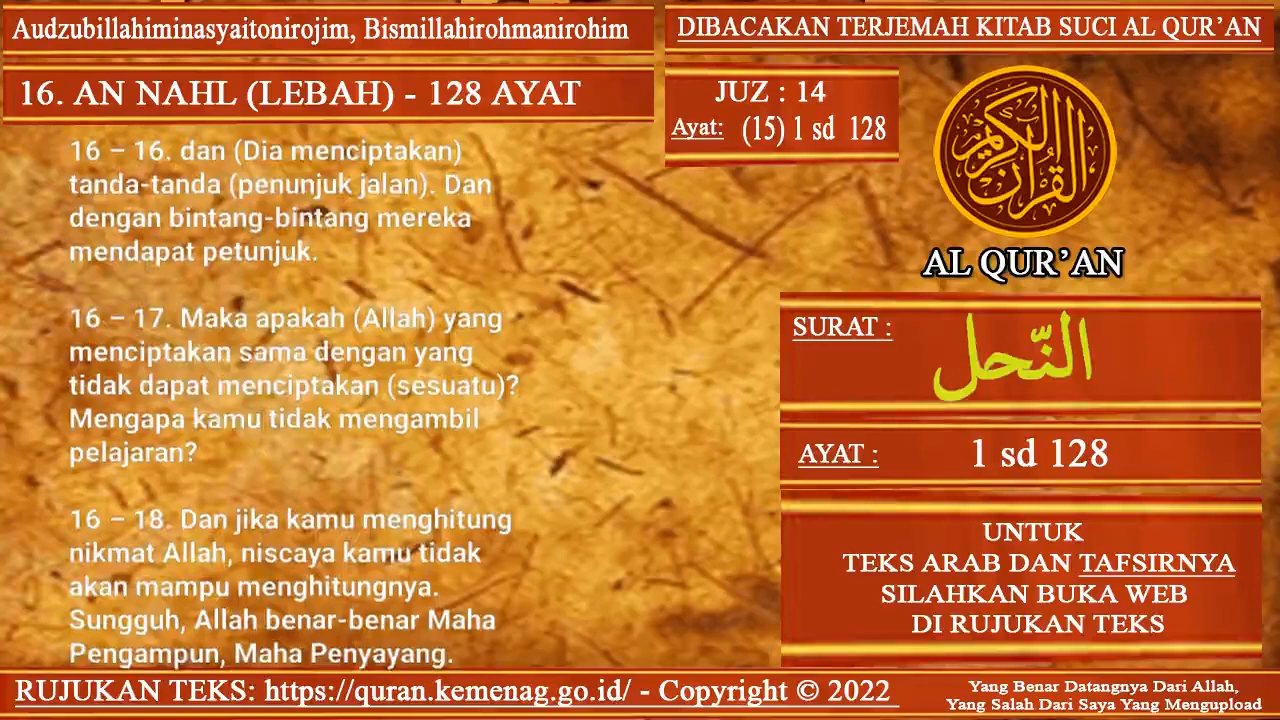 Audzubillahiminasyaitonirojim, Bismillahirohmanirohim
DIBACAKAN TERJEMAH KITAB SUCI AL QUR’AN
16. AN NAHL (LEBAH) - 128 AYAT
JUZ : 14
Ayat: (15) 1 sd 128
16 – 16. dan (Dia menciptakan)
tanda-tanda (penunjuk jalan). Dan
dengan bintang-bintang mereka
mendapat petunjuk.
16 – 17. Maka apakah (Allah) yang
menciptakan sama dengan yang
tidak dapat menciptakan (sesuatu)?
Mengapa kamu tidak mengambil
pelajaran?
16 – 18. Dan jika kamu menghitung
nikmat Allah, niscaya kamu tidak
akan mampu menghitungnya.
Sungguh, Allah benar-benar Maha
Pengampun, Maha Penyayang.
القرآن الكريم
AL QUR’AN
SURAT : النّحل
AYAT : 1 sd 128
UNTUK
TEKS ARAB DAN TAFSIRNYA
SILAHKAN BUKA WEB
DI RUJUKAN TEKS
RUJUKAN TEKS: https://quran.kemenag.go.id/ - Copyright © 2022
Yang Benar Datangnya Dari Allah,
Yang Salah Dari Saya Yang Mengupload